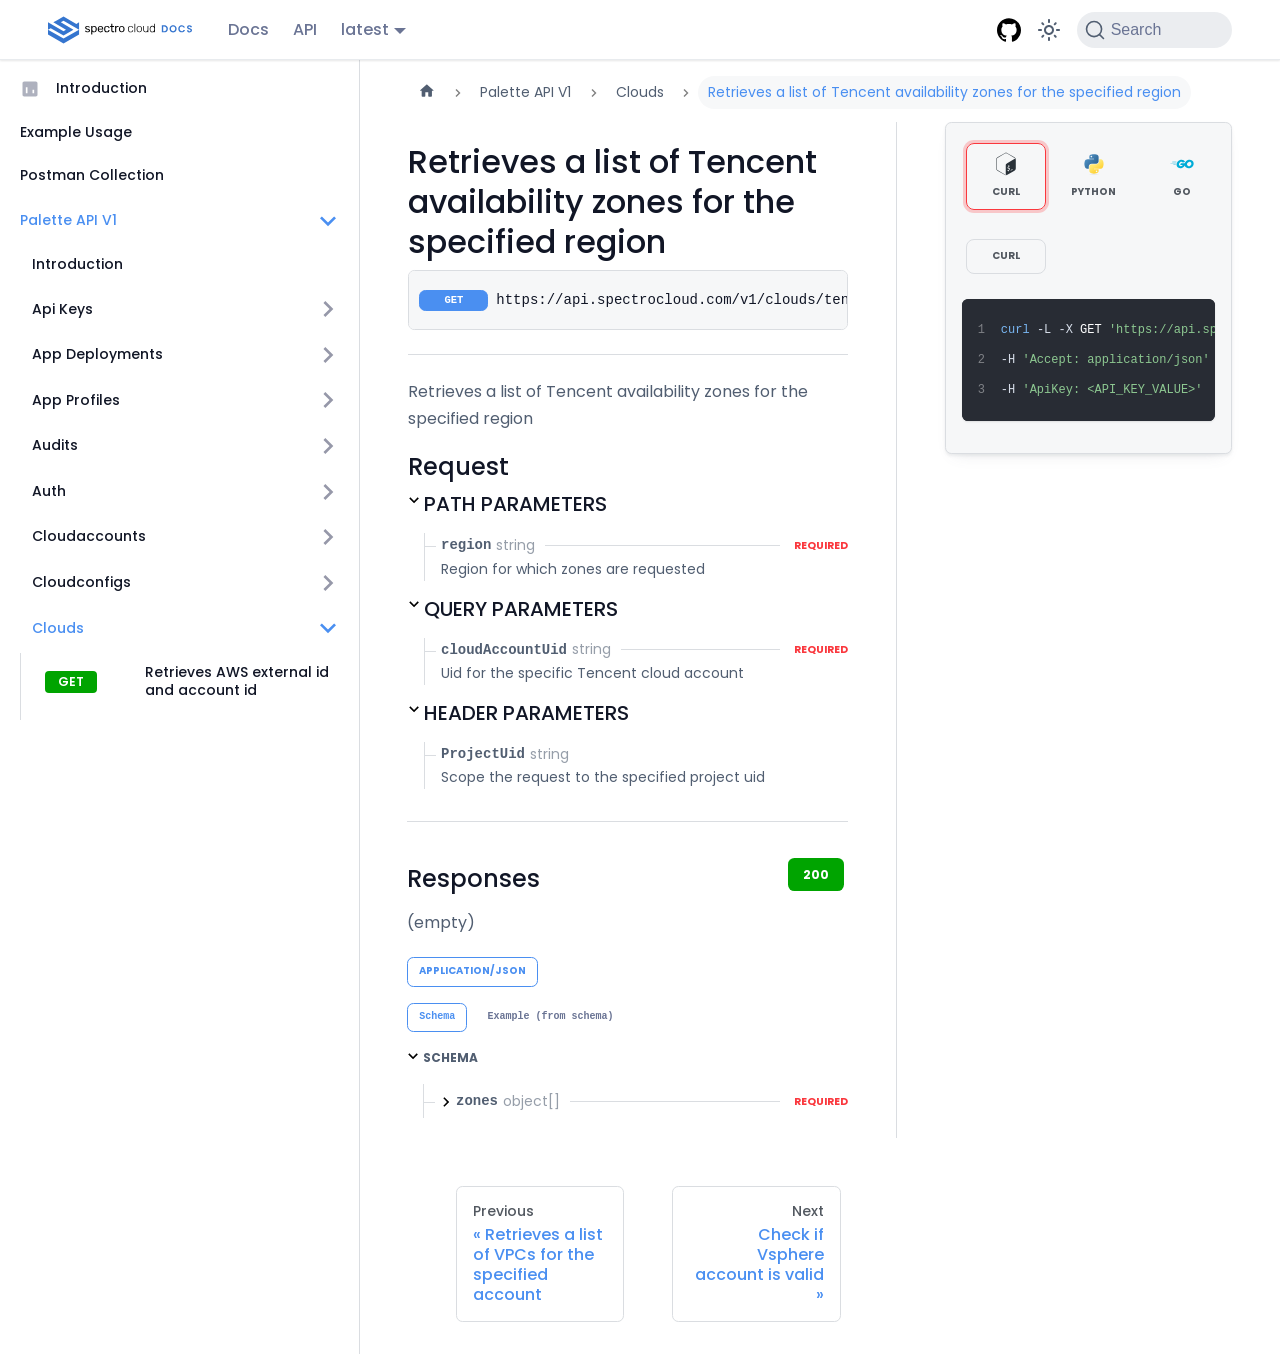 spectro cloud DOCS
Docs
API
latest
Search
Introduction
Example Usage
Postman Collection
Palette API V1
Introduction
Api Keys
App Deployments
App Profiles
Audits
Auth
Cloudaccounts
Cloudconfigs
Clouds
GET
Retrieves AWS external id
and account id
Palette API V1
Clouds
Retrieves a list of Tencent availability zones for the specified region
Retrieves a list of Tencent
availability zones for the
specified region
GET https://api.spectrocloud.com/v1/clouds/ten
Retrieves a list of Tencent availability zones for the
specified region
Request
PATH PARAMETERS
region string REQUIRED
Region for which zones are requested
QUERY PARAMETERS
cloudAccountUid string REQUIRED
Uid for the specific Tencent cloud account
HEADER PARAMETERS
ProjectUid string
Scope the request to the specified project uid
Responses
200
(empty)
APPLICATION/JSON
Schema
Example (from schema)
SCHEMA
zones object[] REQUIRED
Previous
« Retrieves a list
of VPCs for the
specified
account
Next
Check if
Vsphere
account is valid
»
CURL
PYTHON
GO
CURL
1 curl -L -X GET 'https://api.sp
2 -H 'Accept: application/json'
3 -H 'ApiKey: <API_KEY_VALUE>'